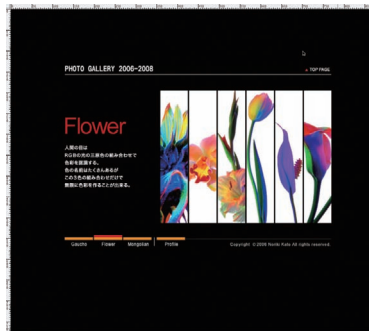 PHOTO GALLERY 2006-2008
TOP PAGE
Flower
人間の目は
RGBの光の三原色の組み合わせで
色彩を認識する。
色の名前はたくさんあるが
この3色の組み合わせだけで
無限に色彩を作ることが出来る。
Gaucho Flower Mongolian Profile
Copyright ©2008 Noriki Kato All rights reserved.